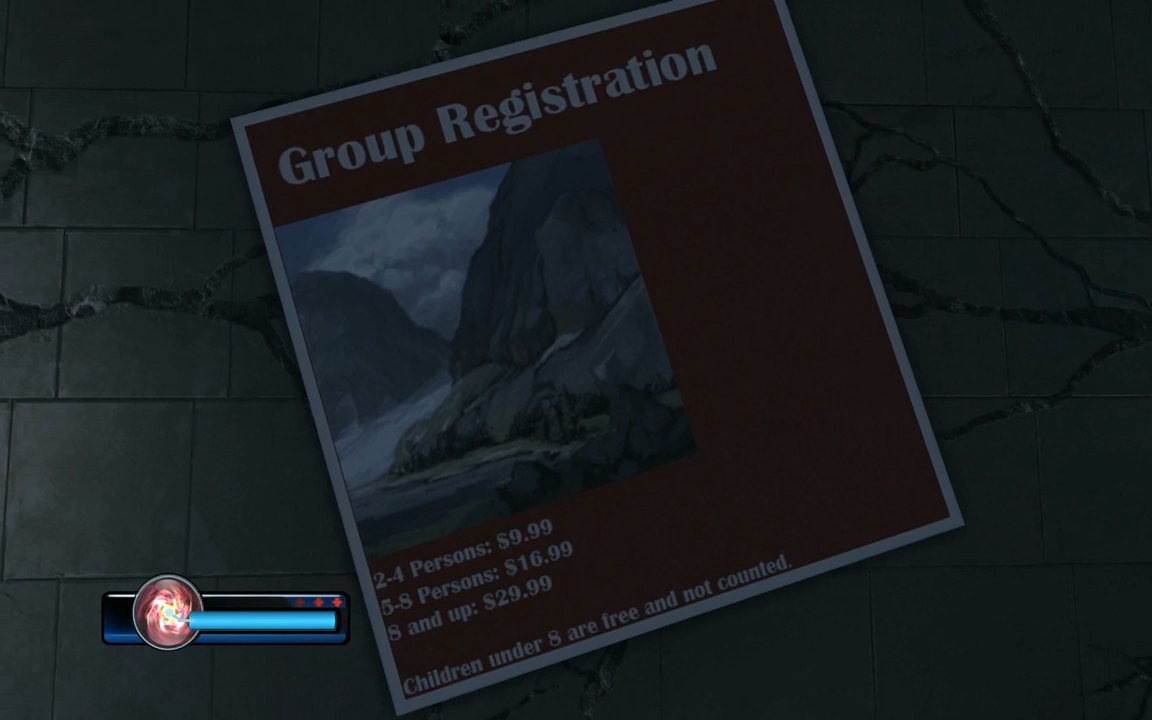 Group Registration
2-4 Persons: $9.99
5-8 Persons: $16.99
8 and up: $29.99
Children under 8 are free and not counted.